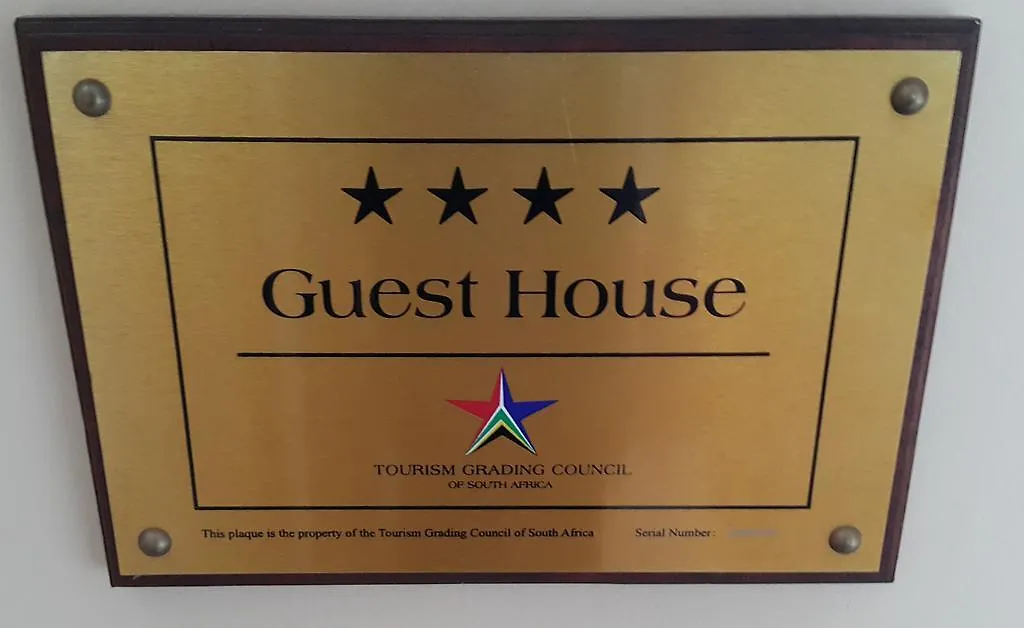 Guest House
TOURISM GRADING COUNCIL
OF SOUTH AFRICA
This plaque is the property of the Tourism Grading Council of South Africa Serial Number: